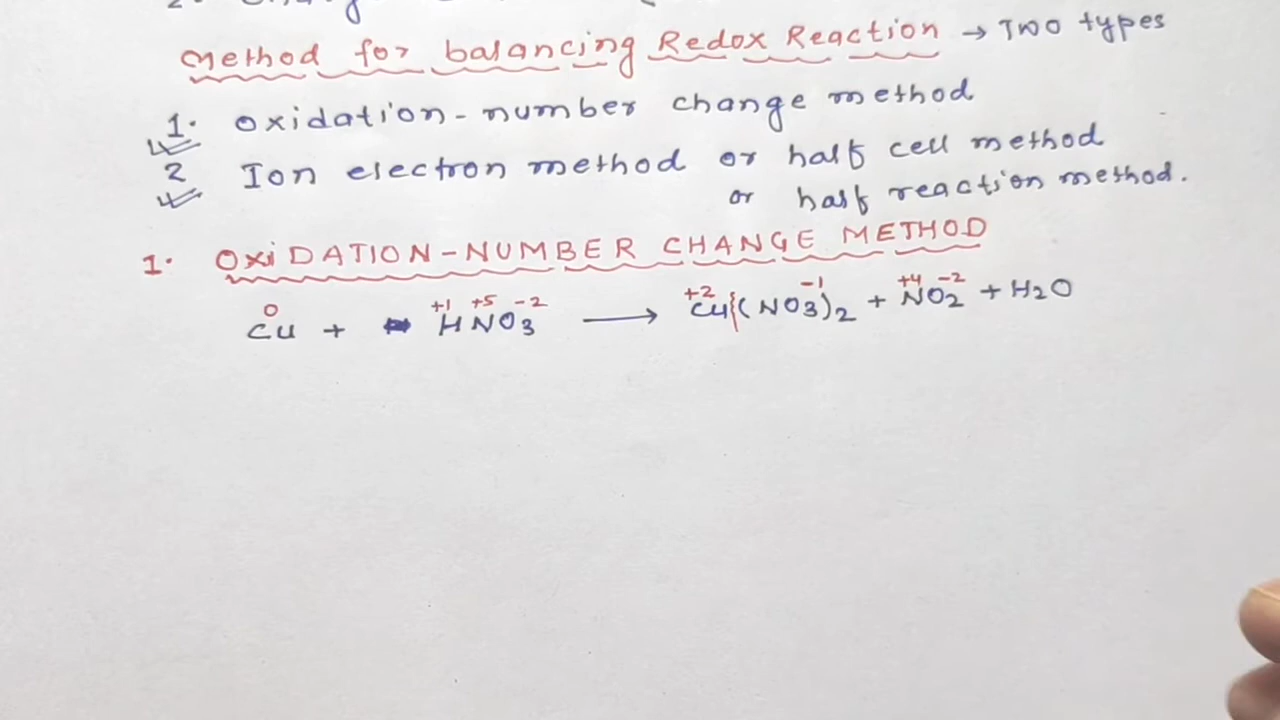 Method for balancing Redox Reaction → Two types
1. Oxidation-number change method
2 Ion electron method or half cell method
or half reaction method.
1. OXiDATION-NUMBER CHANGE METHOD
0 +1 +5 -2 +2 -1 +4 -2
Cu + HNO3 ⟶ Cu(NO3)2 + NO2 + H2O